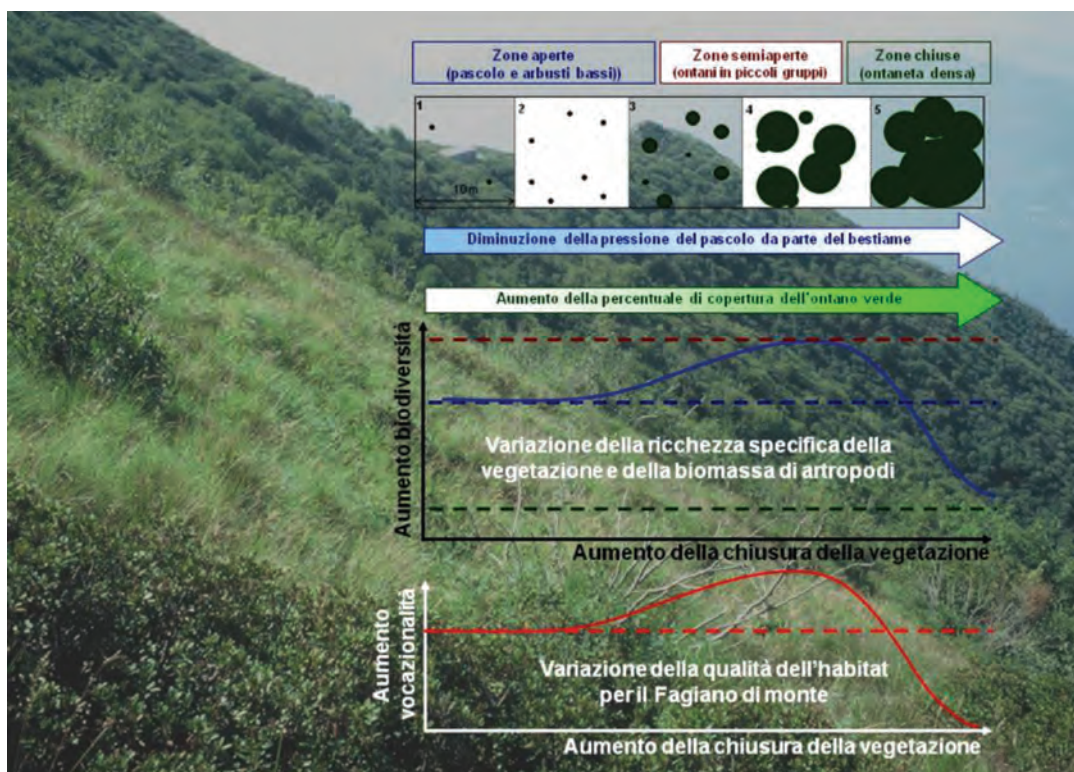 Zone aperte
(pascolo e arbusti bassi))
Zone semiaperte
(ontani in piccoli gruppi)
Zone chiuse
(ontaneta densa)
1
2
3
4
5
10m
Diminuzione della pressione del pascolo da parte del bestiame
Aumento della percentuale di copertura dell'ontano verde
Aumento biodiversità
Variazione della ricchezza specifica della
vegetazione e della biomassa di artropodi
Aumento della chiusura della vegetazione
Aumento
vocazionalità
Variazione della qualità dell'habitat
per il Fagiano di monte
Aumento della chiusura della vegetazione